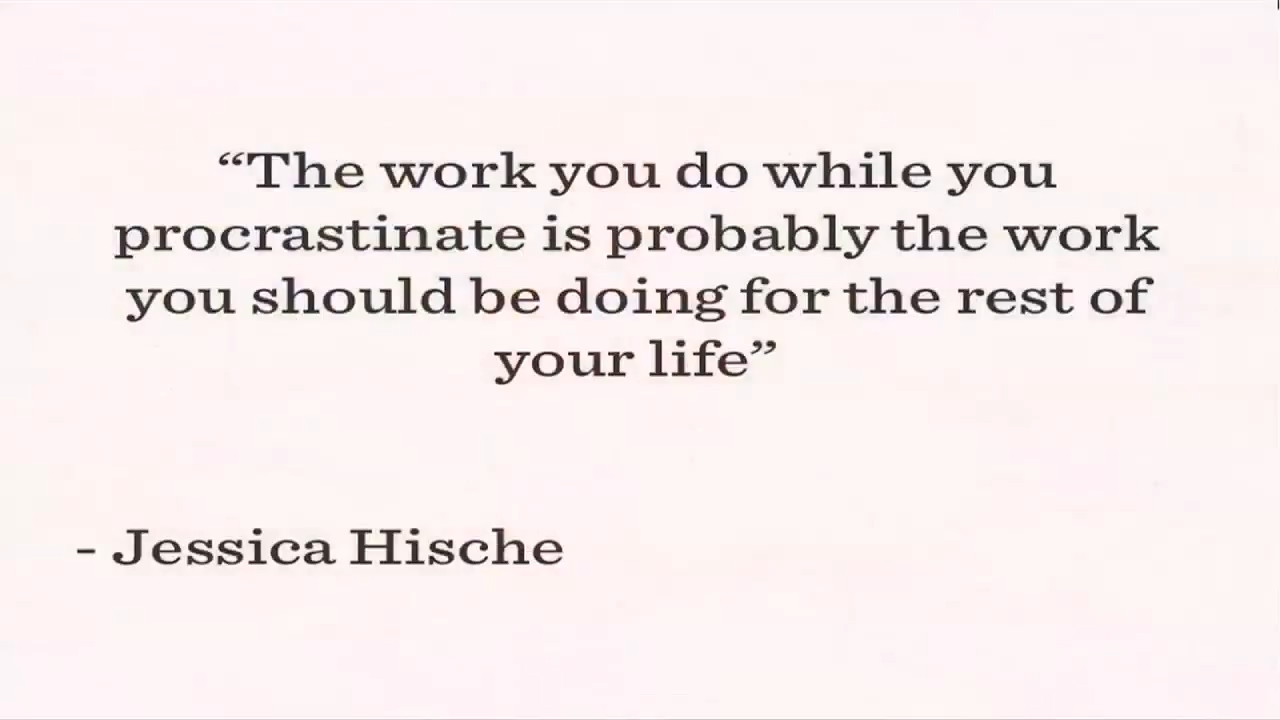 “The work you do while you
procrastinate is probably the work
you should be doing for the rest of
your life”
- Jessica Hische